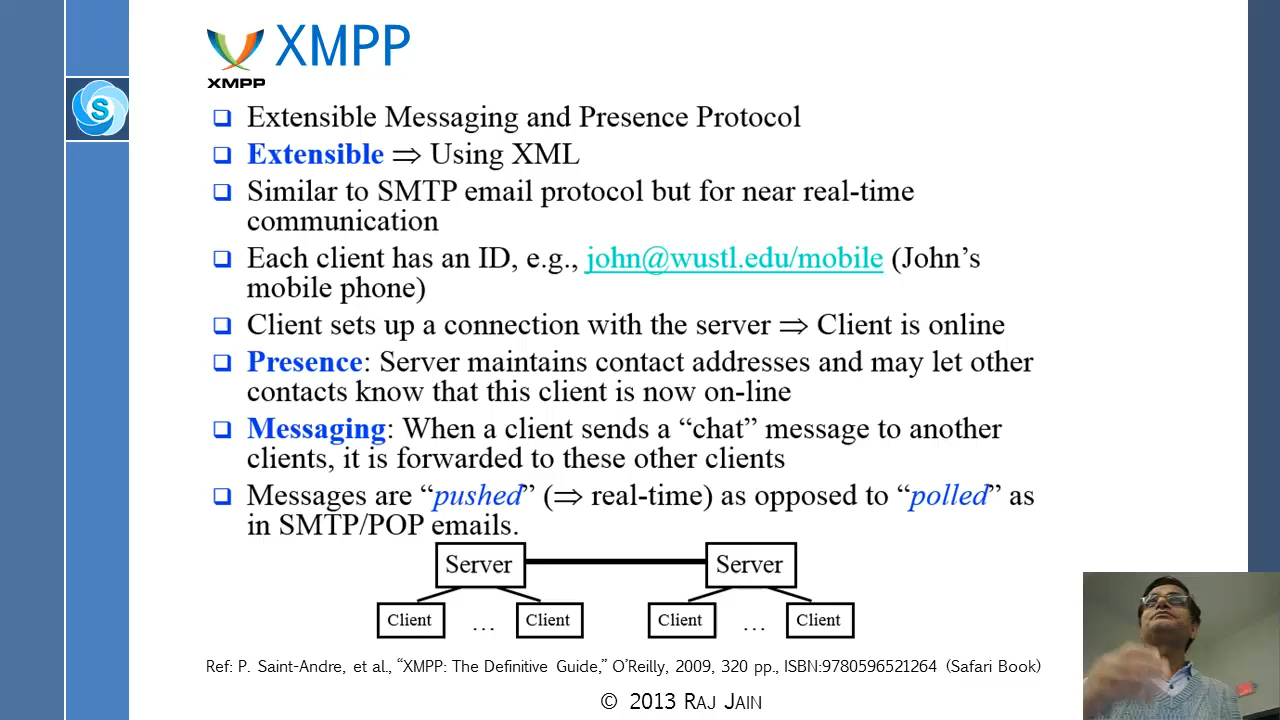 XMPP
XMPP
S
❑ Extensible Messaging and Presence Protocol
❑ Extensible ⇒ Using XML
❑ Similar to SMTP email protocol but for near real-time
communication
❑ Each client has an ID, e.g., john@wustl.edu/mobile (John's
mobile phone)
❑ Client sets up a connection with the server ⇒ Client is online
❑ Presence: Server maintains contact addresses and may let other
contacts know that this client is now on-line
❑ Messaging: When a client sends a “chat” message to another
clients, it is forwarded to these other clients
❑ Messages are “pushed” (⇒ real-time) as opposed to “polled” as
in SMTP/POP emails.
Server Server
Client ... Client Client ... Client
Ref: P. Saint-Andre, et al., “XMPP: The Definitive Guide,” O'Reilly, 2009, 320 pp., ISBN:9780596521264 (Safari Book)
© 2013 RAJ JAIN